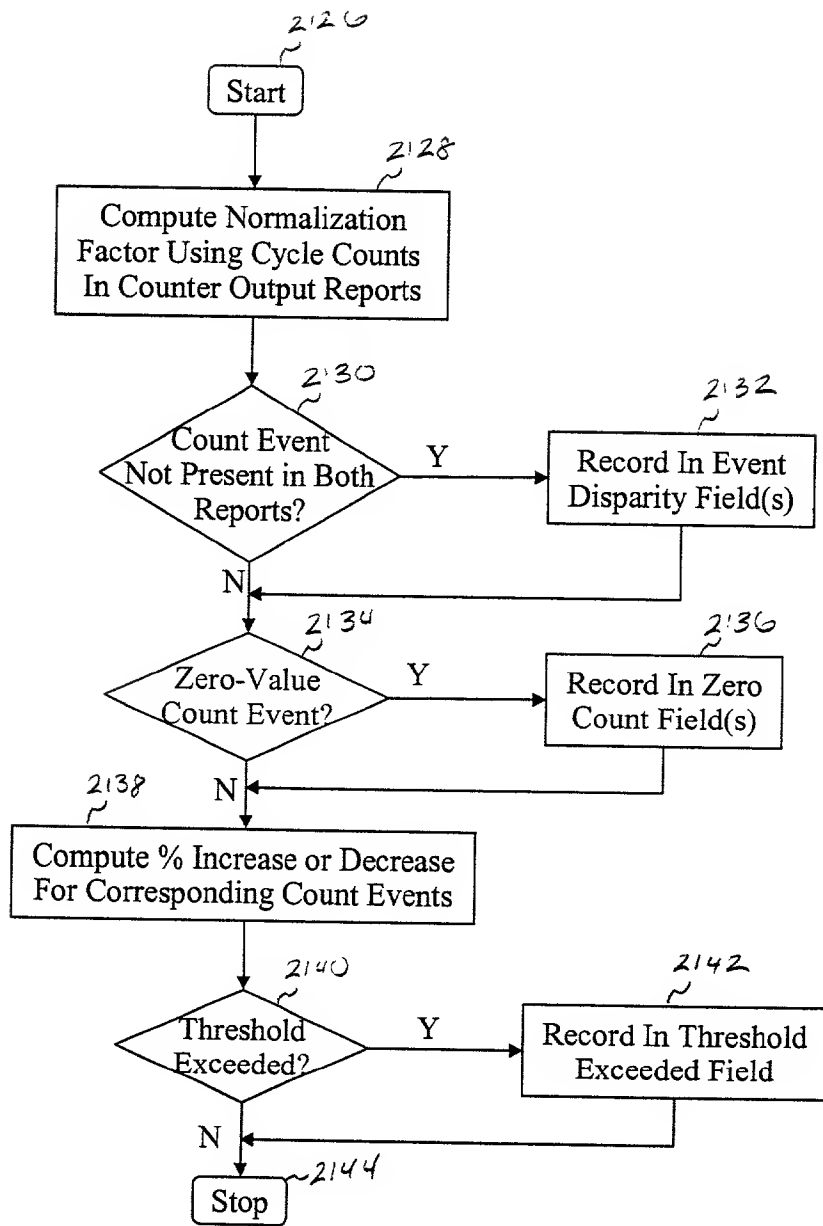 2126
Start
2128
Compute Normalization
Factor Using Cycle Counts
In Counter Output Reports
2130
Count Event
Not Present in Both
Reports?
Y
2132
Record In Event
Disparity Field(s)
N
2134
Zero-Value
Count Event?
Y
2136
Record In Zero
Count Field(s)
N
2138
Compute % Increase or Decrease
For Corresponding Count Events
2140
Threshold
Exceeded?
Y
2142
Record In Threshold
Exceeded Field
N
2144
Stop